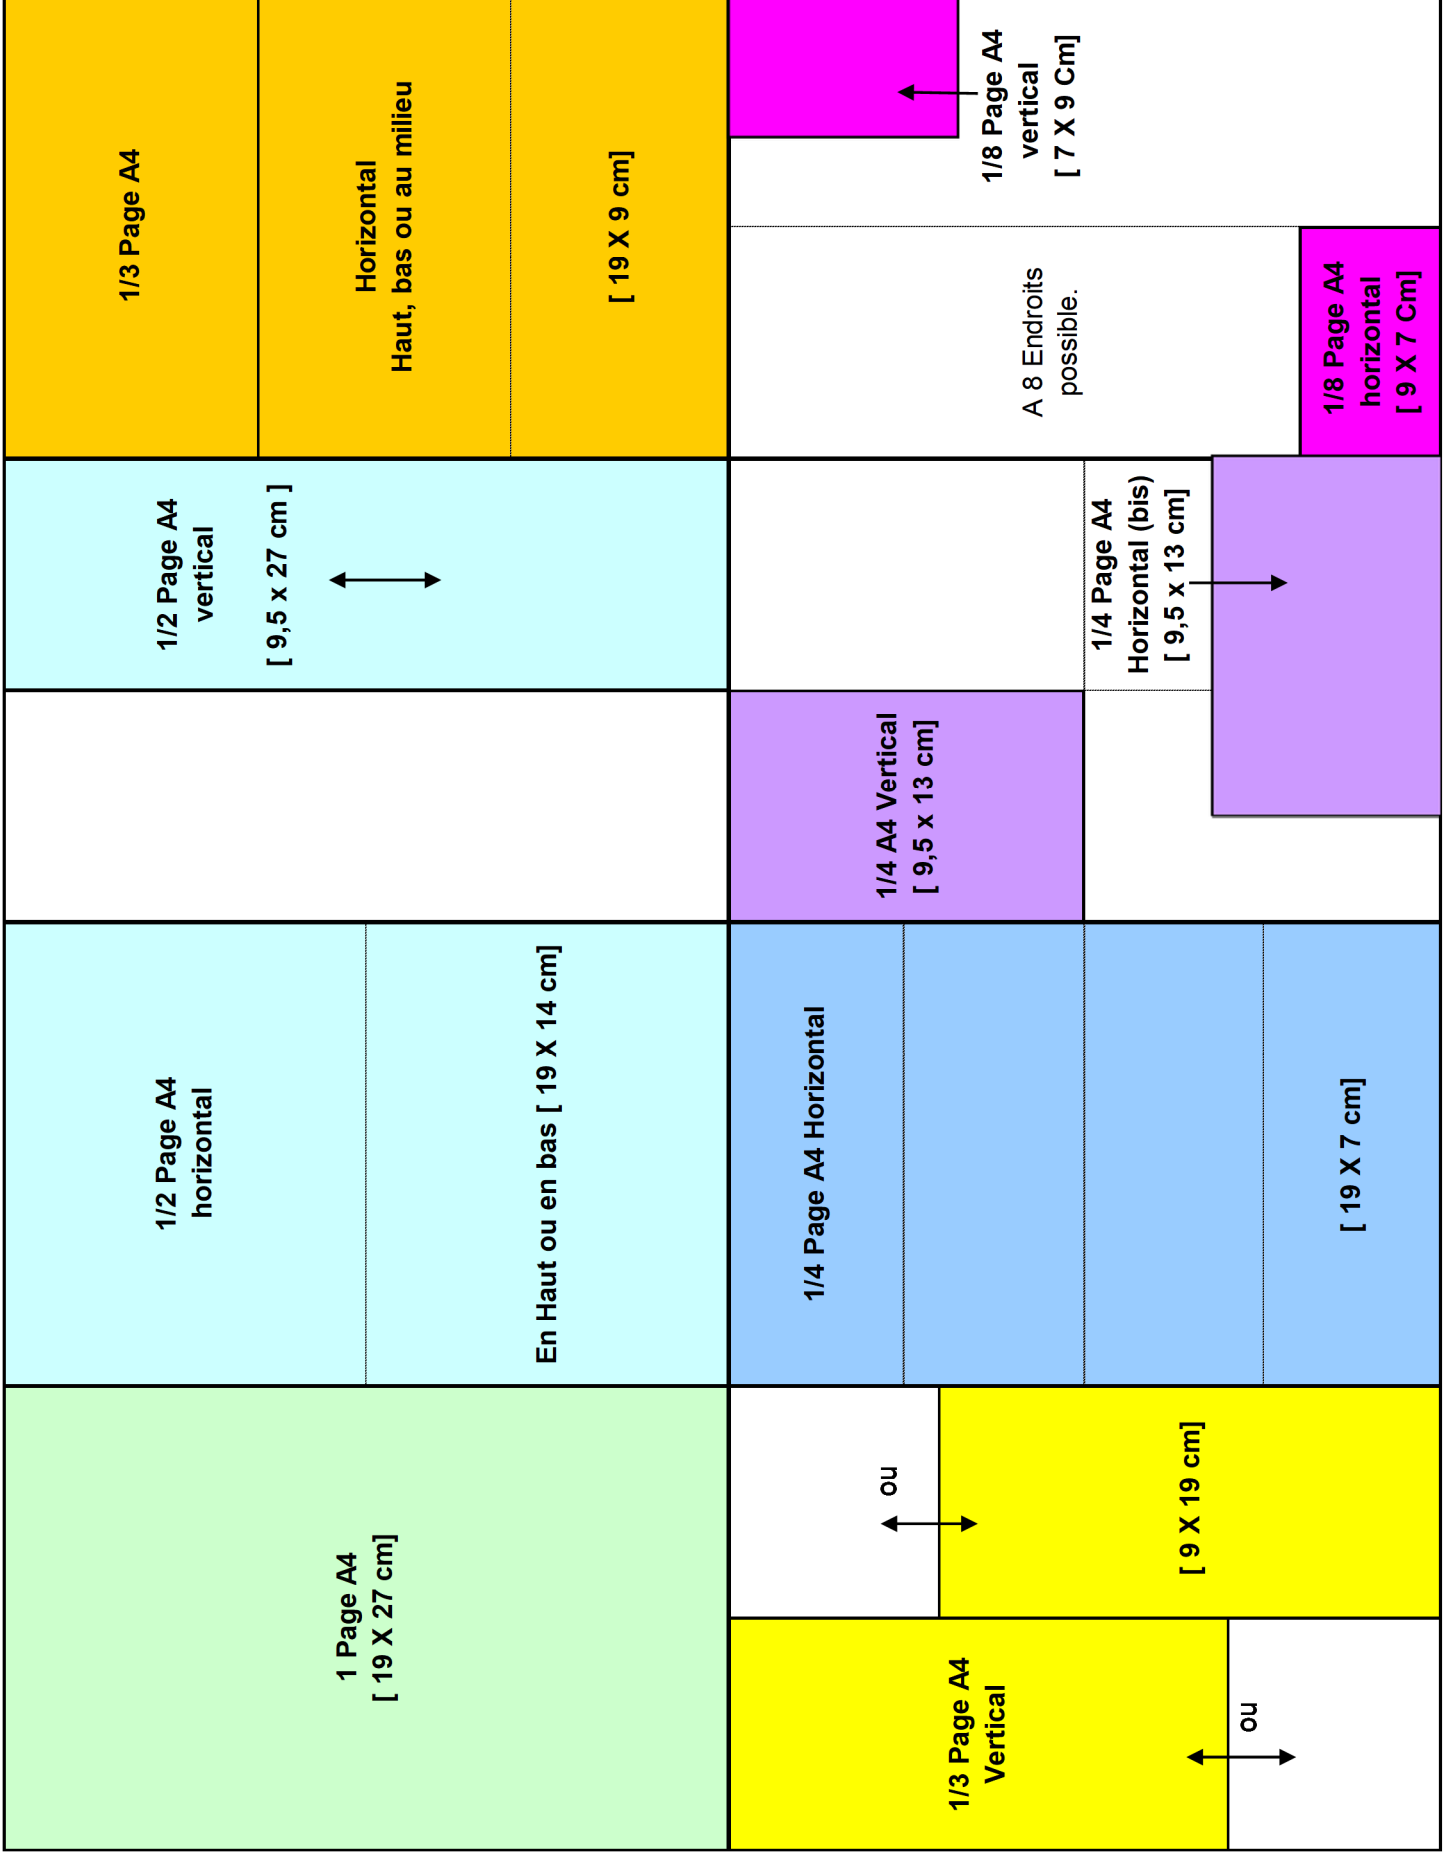 1 Page A4
[ 19 X 27 cm]
1/2 Page A4
horizontal
En Haut ou en bas [ 19 X 14 cm]
1/2 Page A4
vertical
[ 9,5 x 27 cm ]
1/3 Page A4
Horizontal
Haut, bas ou au milieu
[ 19 X 9 cm]
1/3 Page A4
Vertical
ou
ou
[ 9 X 19 cm]
1/4 Page A4 Horizontal
[ 19 X 7 cm]
1/4 A4 Vertical
[ 9,5 x 13 cm]
1/4 Page A4
Horizontal (bis)
[ 9,5 x 13 cm]
A 8 Endroits
possible.
1/8 Page A4
horizontal
[ 9 X 7 Cm]
1/8 Page A4
vertical
[ 7 X 9 Cm]